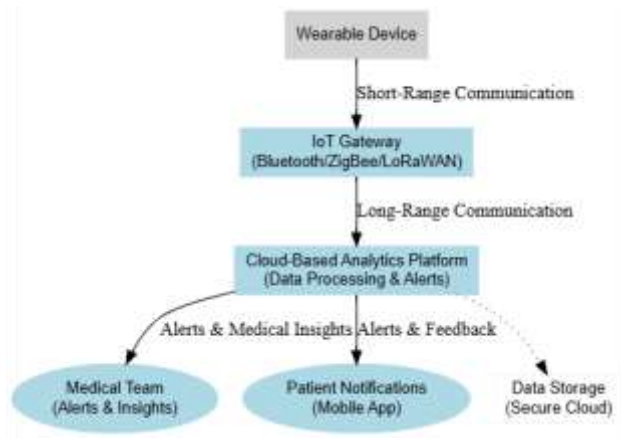 Wearable Device
Short-Range Communication
IoT Gateway
(Bluetooth/ZigBee/LoRaWAN)
Long-Range Communication
Cloud-Based Analytics Platform
(Data Processing & Alerts)
Alerts & Medical Insights Alerts & Feedback
Medical Team
(Alerts & Insights)
Patient Notifications
(Mobile App)
Data Storage
(Secure Cloud)